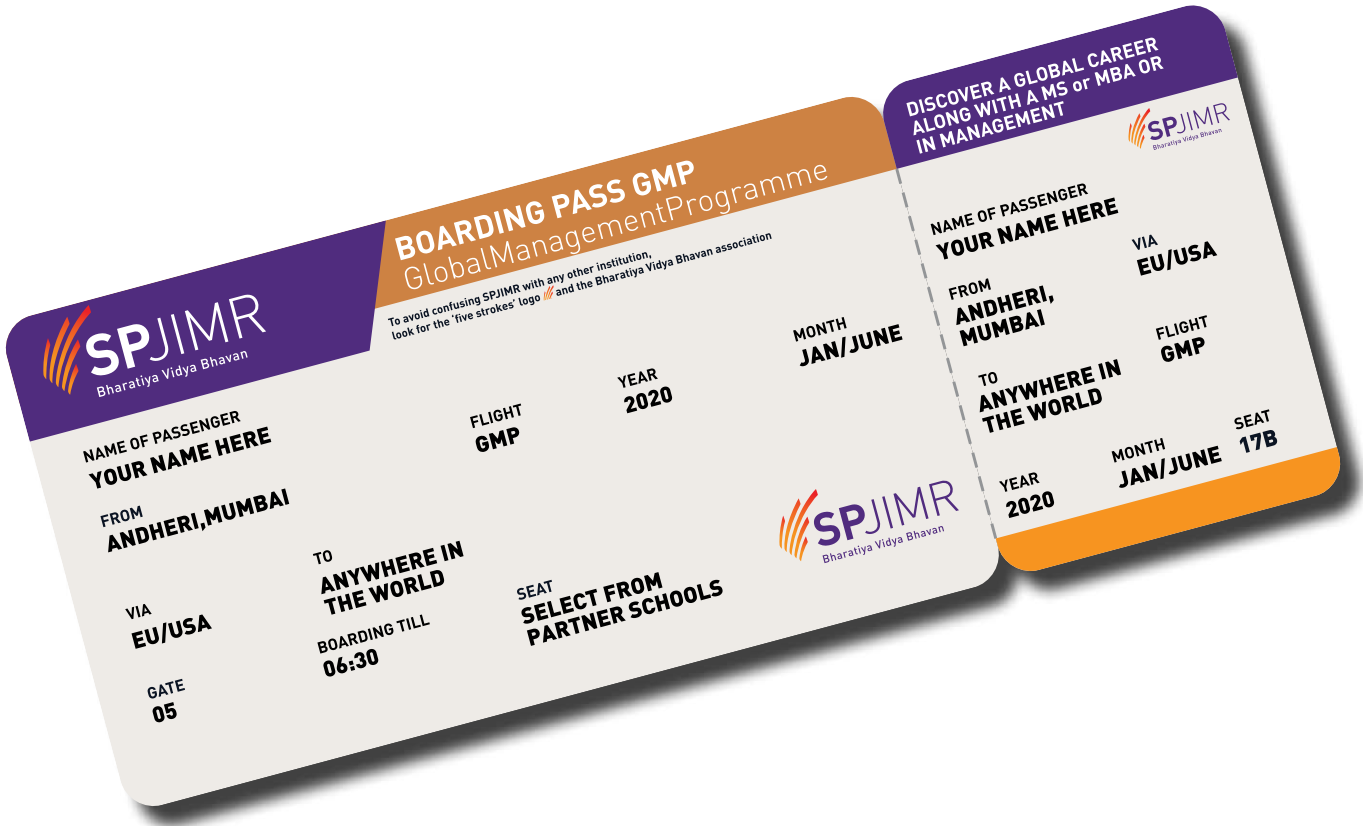 SPJIMR
Bharatiya Vidya Bhavan
BOARDING PASS GMP
GlobalManagementProgramme
To avoid confusing SPJIMR with any other institution,
look for the 'five strokes' logo and the Bharatiya Vidya Bhavan association
NAME OF PASSENGER
YOUR NAME HERE
FLIGHT
GMP
YEAR
2020
MONTH
JAN/JUNE
FROM
ANDHERI,MUMBAI
VIA
EU/USA
TO
ANYWHERE IN
THE WORLD
GATE
05
BOARDING TILL
06:30
SEAT
SELECT FROM
PARTNER SCHOOLS
SPJIMR
Bharatiya Vidya Bhavan
DISCOVER A GLOBAL CAREER
ALONG WITH A MS or MBA OR
IN MANAGEMENT
SPJIMR
Bharatiya Vidya Bhavan
NAME OF PASSENGER
YOUR NAME HERE
FROM
ANDHERI,
MUMBAI
VIA
EU/USA
TO
ANYWHERE IN
THE WORLD
FLIGHT
GMP
YEAR
2020
MONTH
JAN/JUNE
SEAT
17B